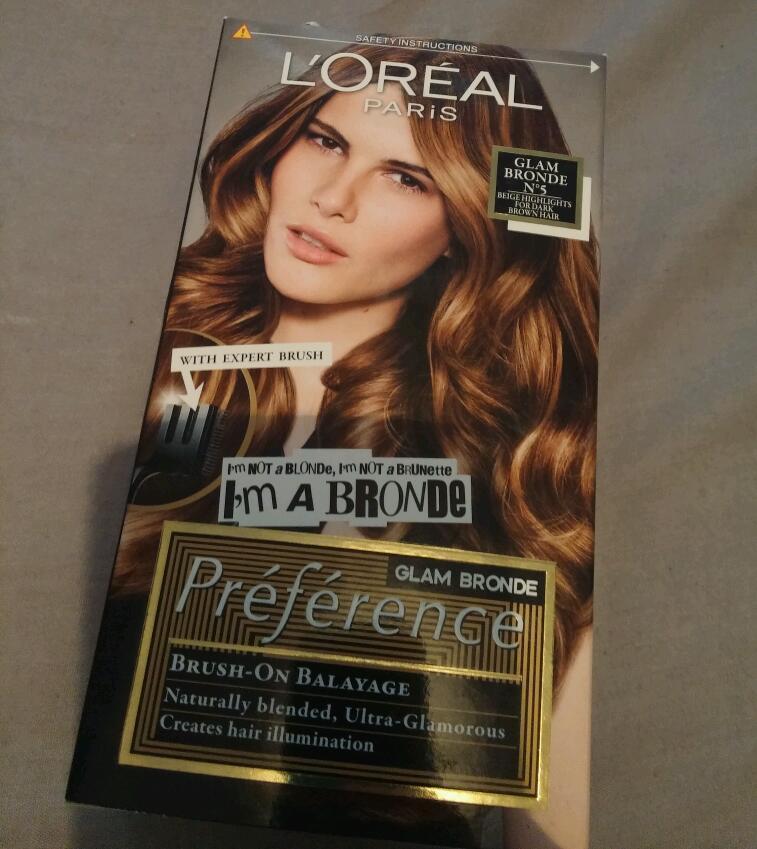 SAFETY INSTRUCTIONS
L'ORÉAL
PARiS
GLAM
BRONDE
N°5
BEIGE HIGHLIGHTS
FOR DARK
BROWN HAIR
WITH EXPERT BRUSH
I'm NOT a BLONDe, I'm NOT a BRUNette
I'm A BRONDe
GLAM BRONDE
Préférence
BRUSH-ON BALAYAGE
Naturally blended, Ultra-Glamorous
Creates hair illumination